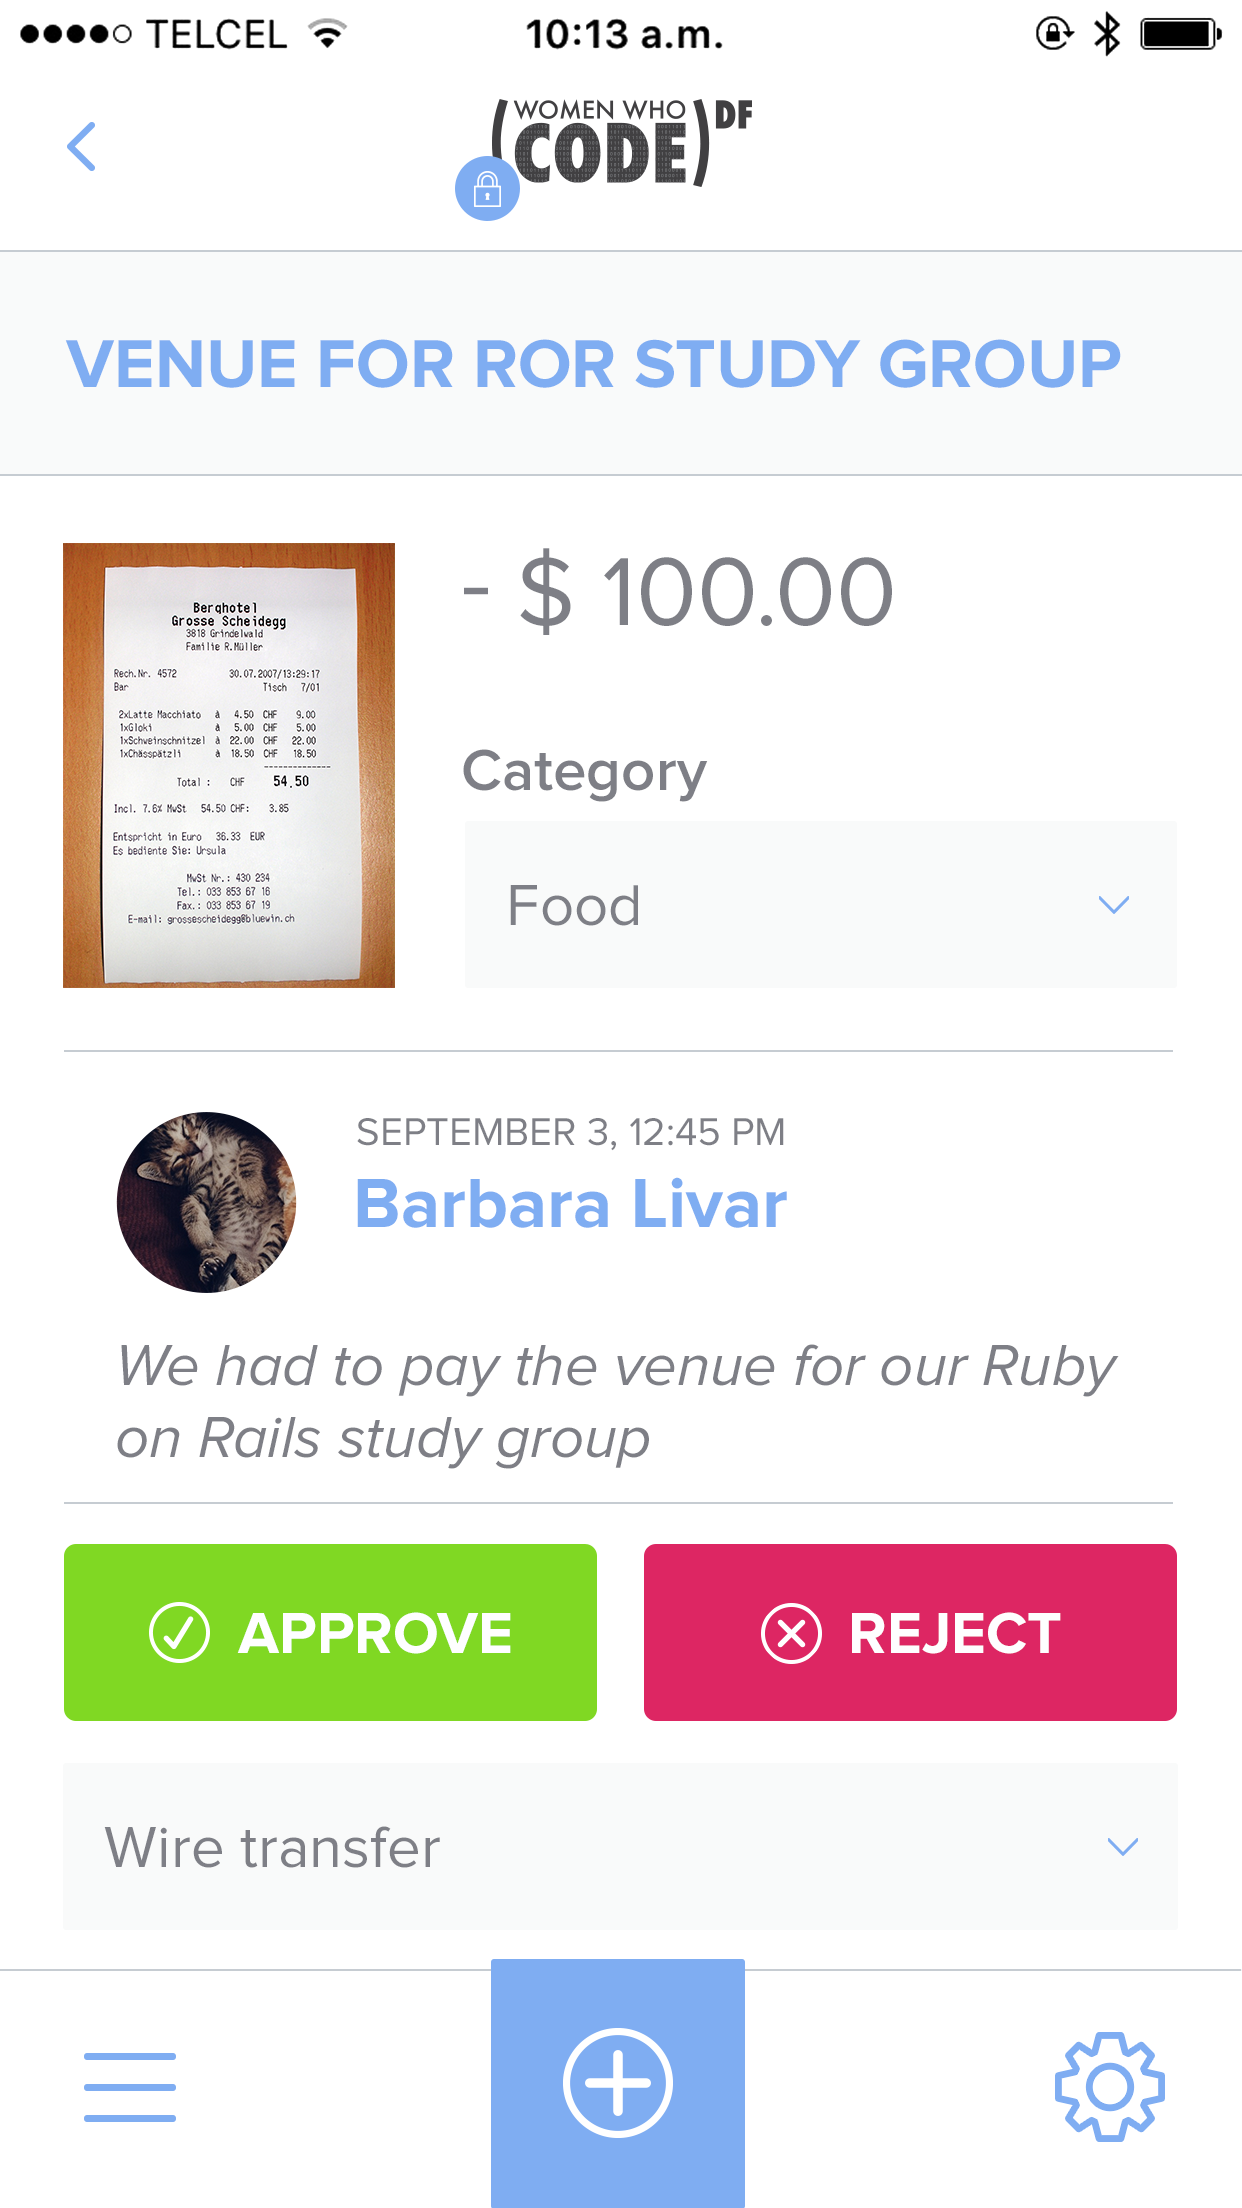 TELCEL 10:13 a.m.
WOMEN WHO
CODE DF
VENUE FOR ROR STUDY GROUP
Berghotel
Grosse Scheidegg
3818 Grindelwald
Familie R.Müller
Rech.Nr. 4572 30.07.2007/13:29:17
Bar Tisch 7/01
2xLatte Macchiato à 4.50 CHF 9.00
1xGloki à 5.00 CHF 5.00
1xSchweinschnitzel à 22.00 CHF 22.00
1xChässpätzli à 18.50 CHF 18.50
Total : CHF 54.50
Incl. 7.6% MwSt 54.50 CHF: 3.85
Entspricht in Euro 36.33 EUR
Es bediente Sie: Ursula
MwSt Nr.: 430 234
Tel.: 033 853 67 16
Fax.: 033 853 67 19
E-mail: grossescheidegg@bluewin.ch
- $ 100.00
Category
Food
SEPTEMBER 3, 12:45 PM
Barbara Livar
We had to pay the venue for our Ruby
on Rails study group
APPROVE
REJECT
Wire transfer